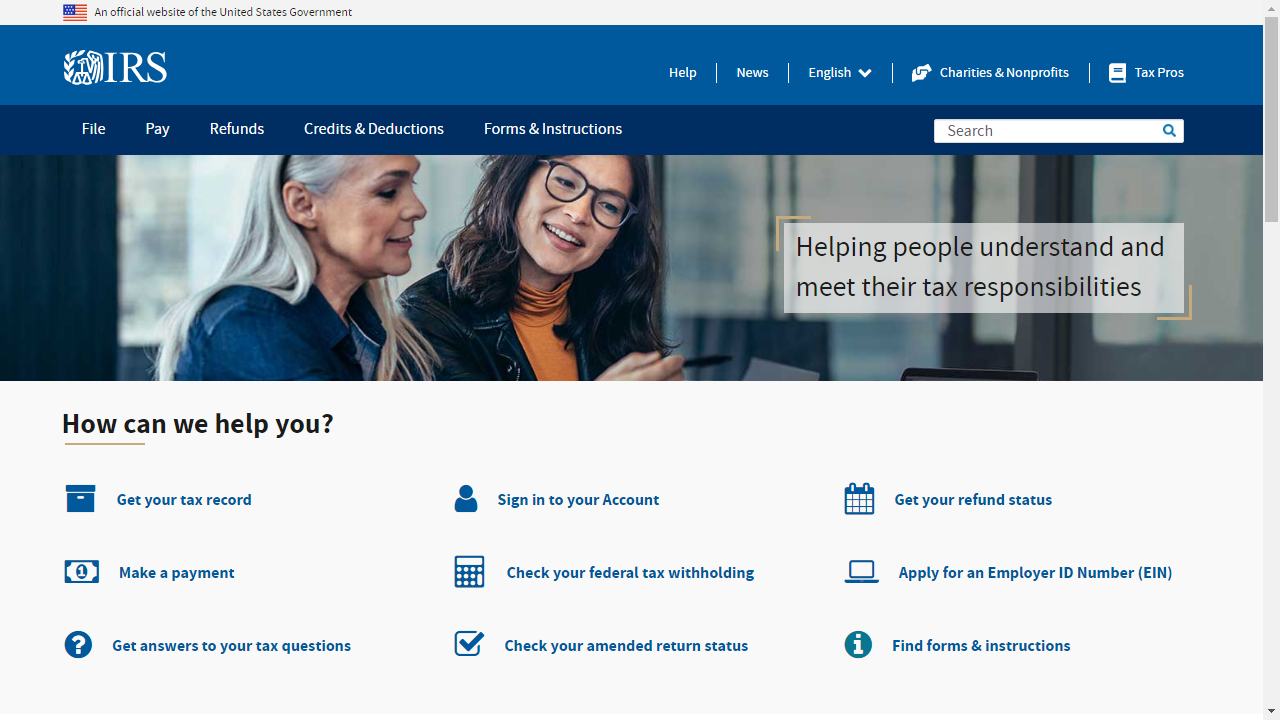 An official website of the United States Government
IRS
Help
News
English
Charities & Nonprofits
Tax Pros
File
Pay
Refunds
Credits & Deductions
Forms & Instructions
Search
Helping people understand and
meet their tax responsibilities
How can we help you?
Get your tax record
Sign in to your Account
Get your refund status
Make a payment
Check your federal tax withholding
Apply for an Employer ID Number (EIN)
Get answers to your tax questions
Check your amended return status
Find forms & instructions